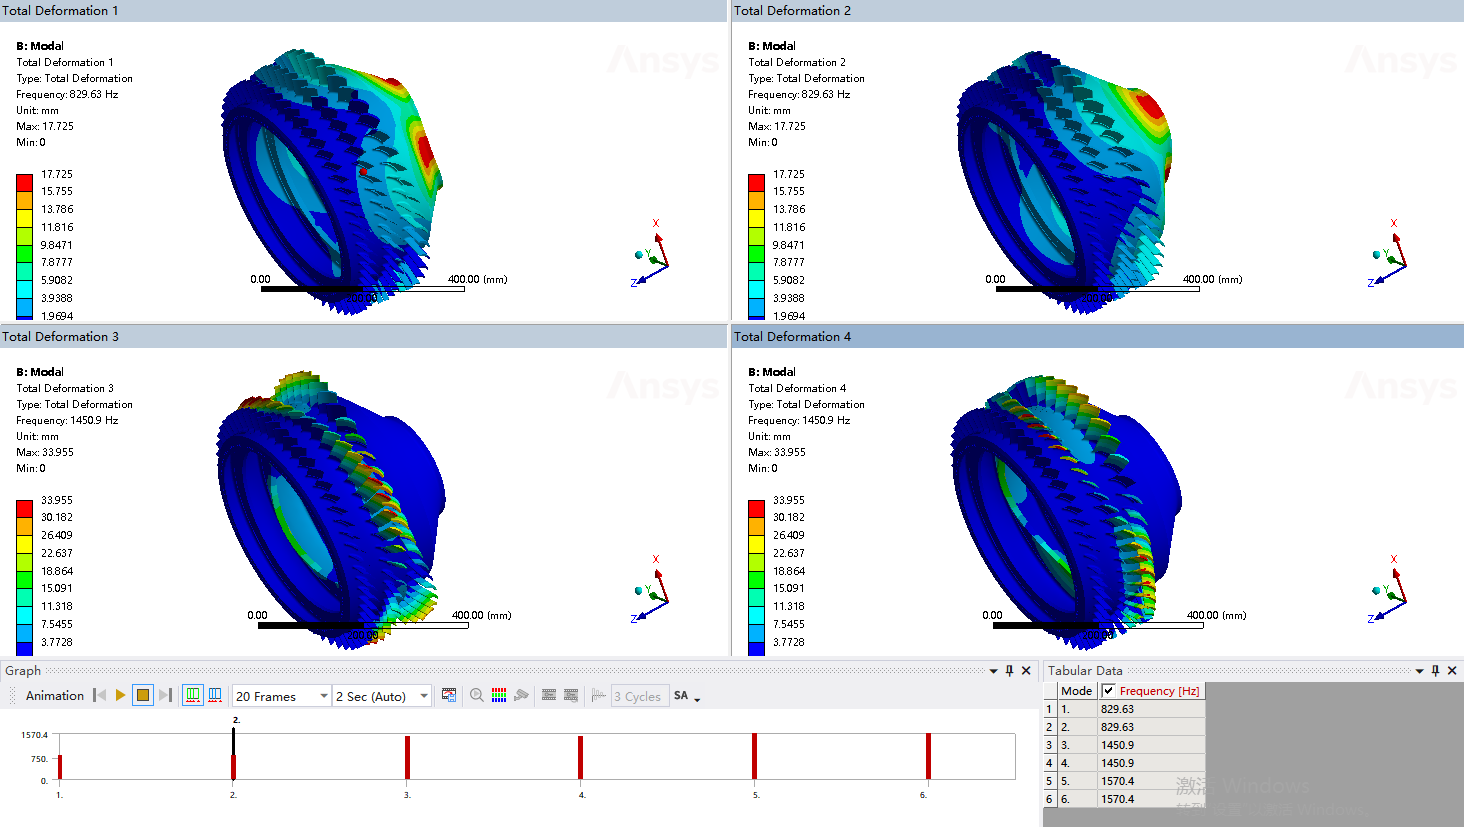 Total Deformation 1
B: Modal
Total Deformation 1
Type: Total Deformation
Frequency: 829.63 Hz
Unit: mm
Max: 17.725
Min: 0
17.725
15.755
13.786
11.816
9.8471
7.8777
5.9082
3.9388
1.9694
Ansys
X
Y
Z
0.00
400.00 (mm)
200.00
Total Deformation 2
B: Modal
Total Deformation 2
Type: Total Deformation
Frequency: 829.63 Hz
Unit: mm
Max: 17.725
Min: 0
17.725
15.755
13.786
11.816
9.8471
7.8777
5.9082
3.9388
1.9694
Ansys
X
Y
Z
0.00
400.00 (mm)
Total Deformation 3
B: Modal
Total Deformation 3
Type: Total Deformation
Frequency: 1450.9 Hz
Unit: mm
Max: 33.955
Min: 0
33.955
30.182
26.409
22.637
18.864
15.091
11.318
7.5455
3.7728
Ansys
X
Y
Z
0.00
400.00 (mm)
200.00
Total Deformation 4
B: Modal
Total Deformation 4
Type: Total Deformation
Frequency: 1450.9 Hz
Unit: mm
Max: 33.955
Min: 0
33.955
30.182
26.409
22.637
18.864
15.091
11.318
7.5455
3.7728
Ansys
X
Y
Z
0.00
400.00 (mm)
200.00
Graph
Animation
20 Frames
2 Sec (Auto)
3 Cycles
SA
2.
1570.4
750.
0.
1.
2.
3.
4.
5.
6.
Tabular Data
Mode
Frequency [Hz]
1 1. 829.63
2 2. 829.63
3 3. 1450.9
4 4. 1450.9
5 5. 1570.4
6 6. 1570.4
激活 Windows
转到"设置"以激活 Windows。